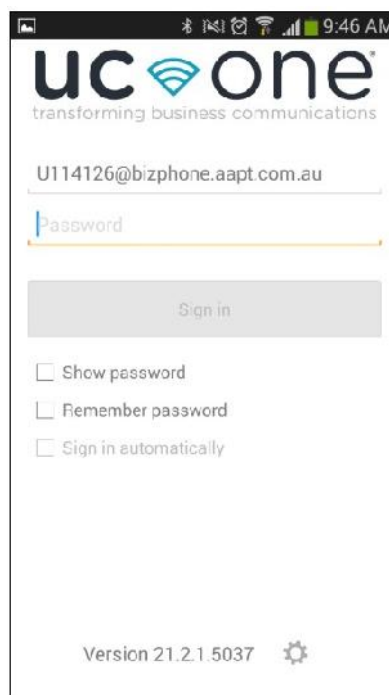 9:46 AM
uc one
transforming business communications
U114126@bizphone.aapt.com.au
Password
Sign in
Show password
Remember password
Sign in automatically
Version 21.2.1.5037